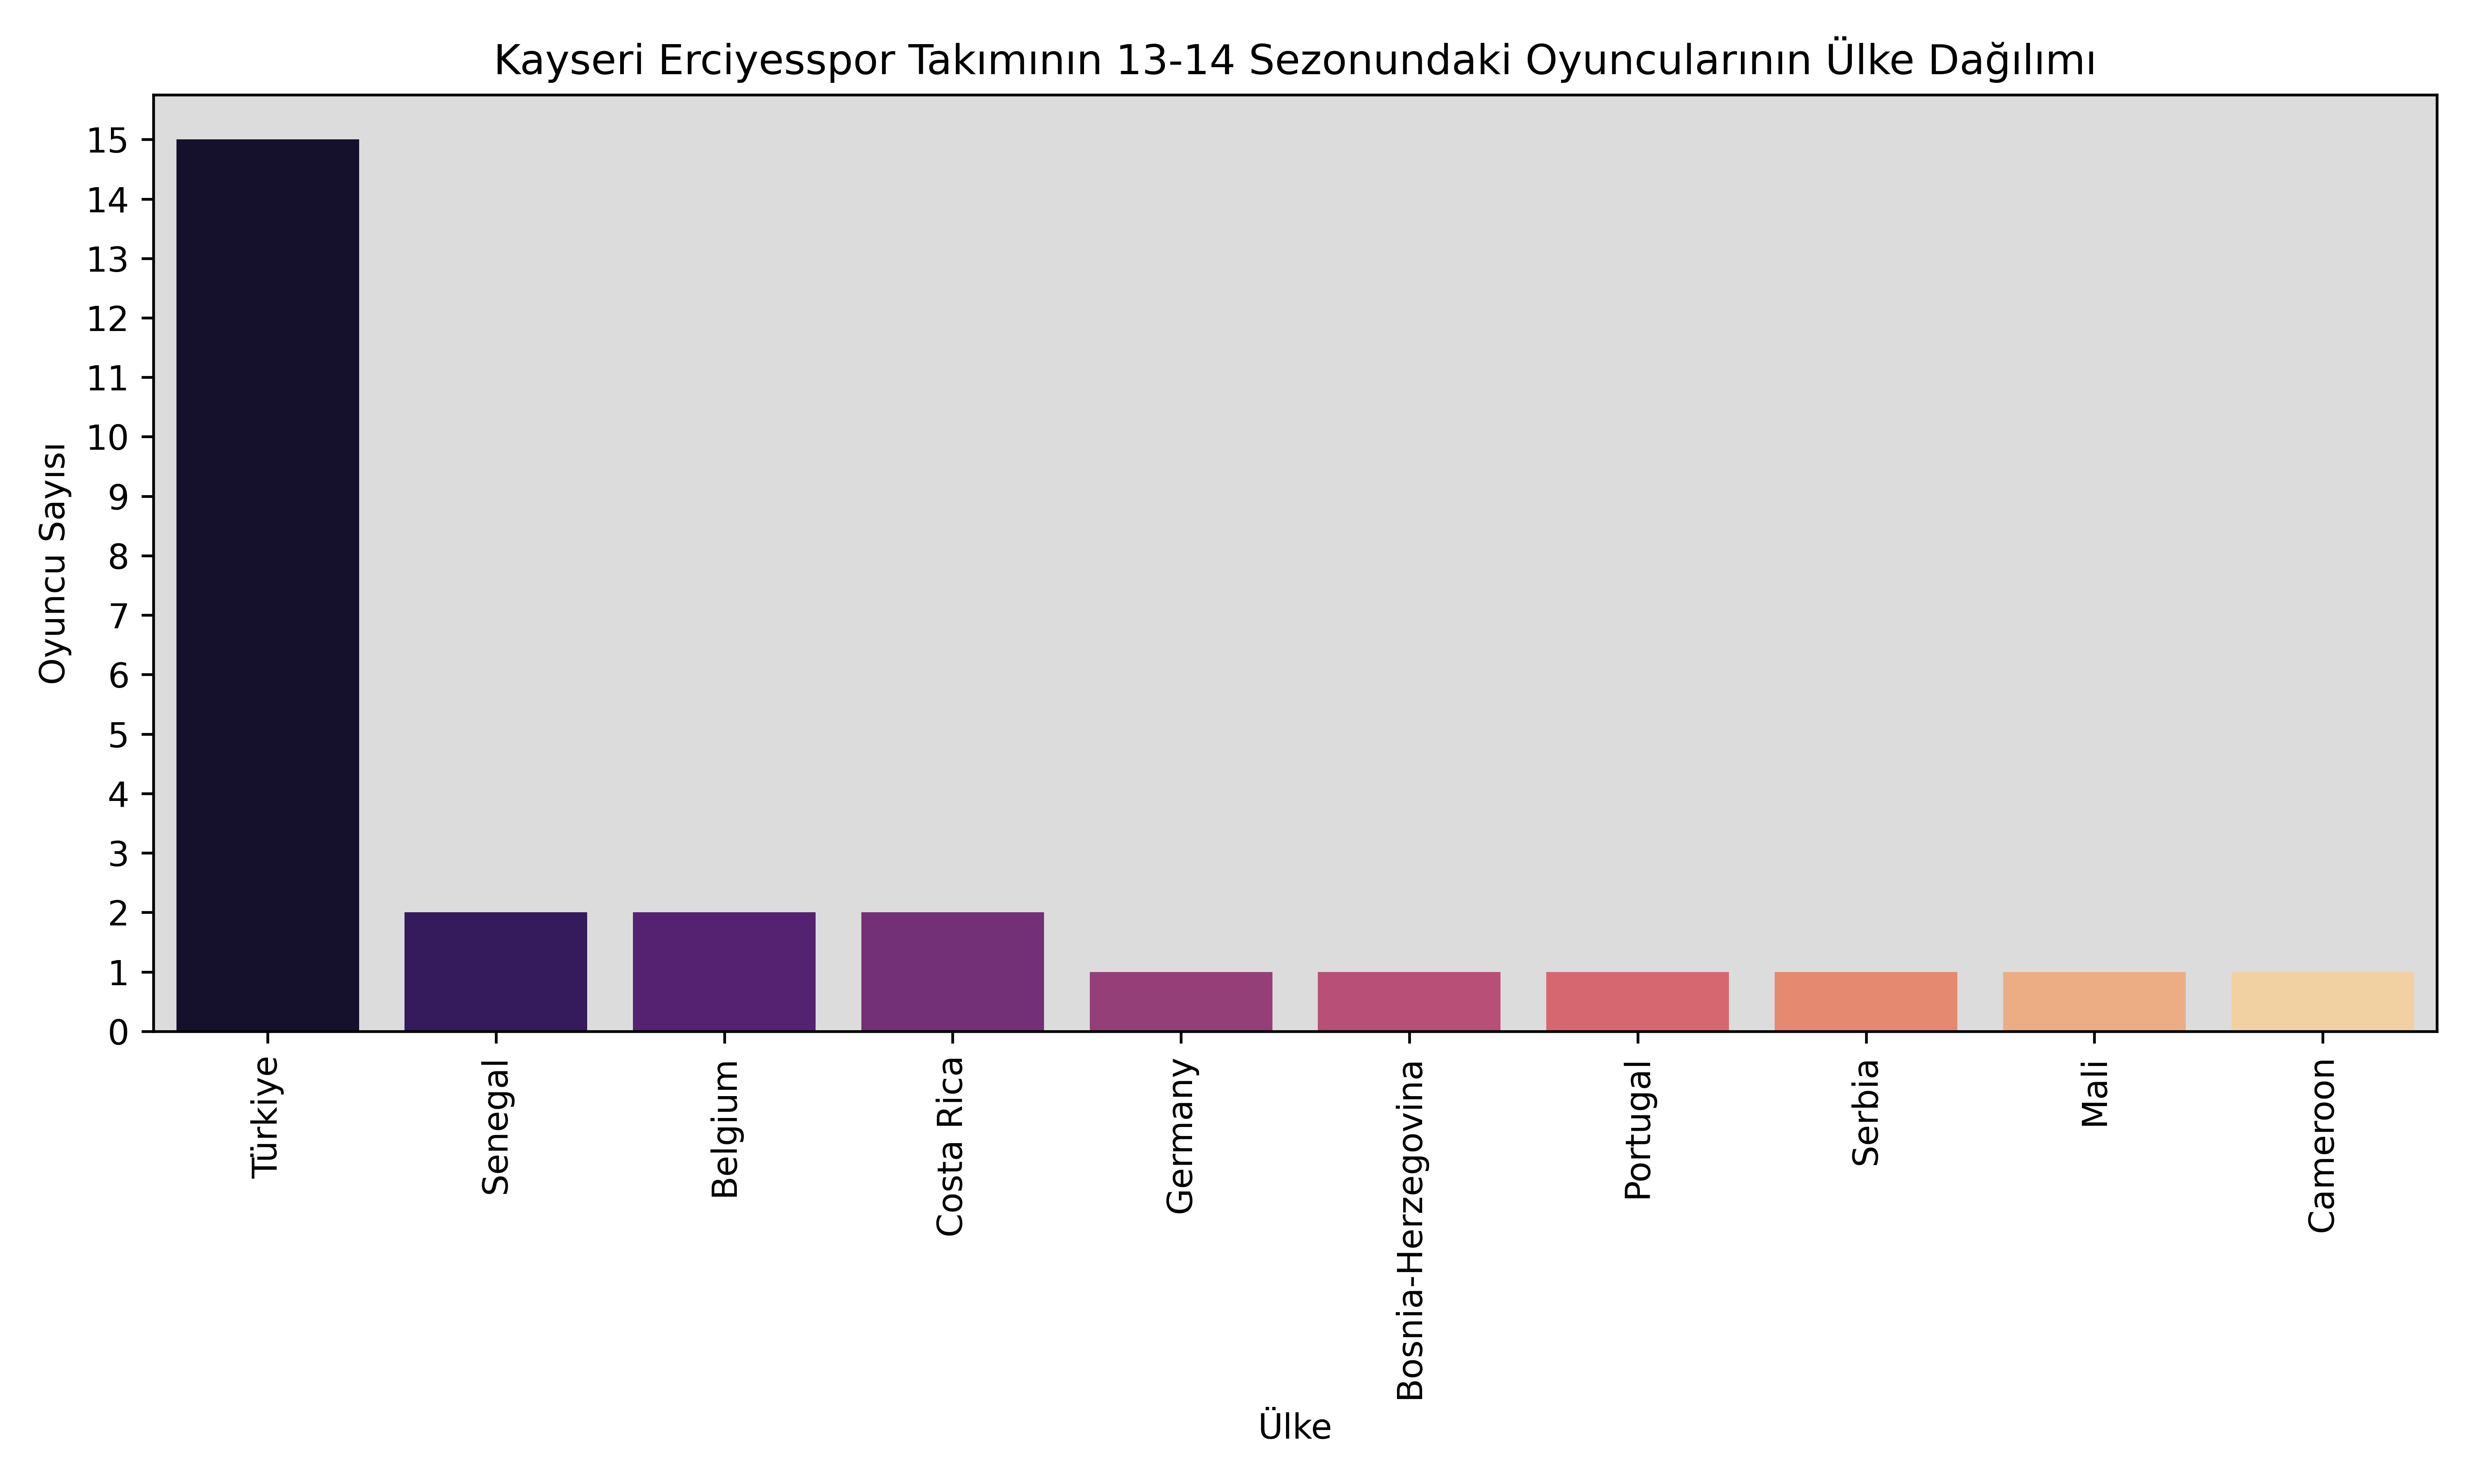 Kayseri Erciyesspor Takımının 13-14 Sezonundaki Oyuncularının Ülke Dağılımı
Oyuncu Sayısı
15
14
13
12
11
10
9
8
7
6
5
4
3
2
1
0
Türkiye
Senegal
Belgium
Costa Rica
Germany
Bosnia-Herzegovina
Portugal
Serbia
Mali
Cameroon
Ülke